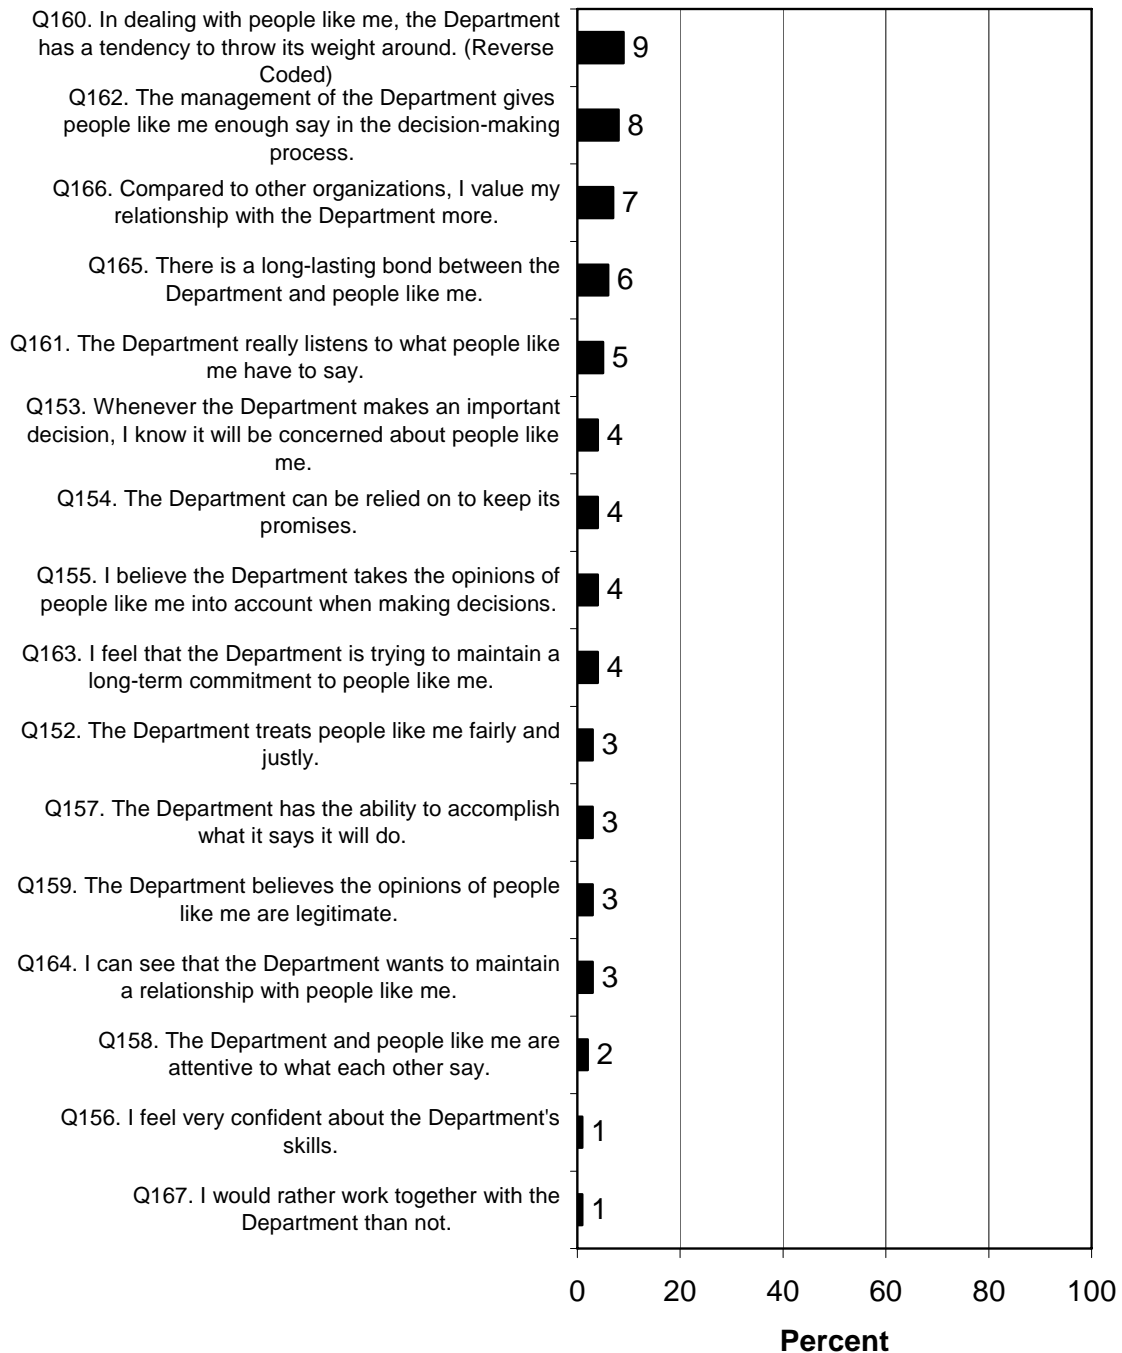 Q160. In dealing with people like me, the Department
has a tendency to throw its weight around. (Reverse
Coded)
9
Q162. The management of the Department gives
people like me enough say in the decision-making
process.
8
Q166. Compared to other organizations, I value my
relationship with the Department more.
7
Q165. There is a long-lasting bond between the
Department and people like me.
6
Q161. The Department really listens to what people like
me have to say.
5
Q153. Whenever the Department makes an important
decision, I know it will be concerned about people like
me.
4
Q154. The Department can be relied on to keep its
promises.
4
Q155. I believe the Department takes the opinions of
people like me into account when making decisions.
4
Q163. I feel that the Department is trying to maintain a
long-term commitment to people like me.
4
Q152. The Department treats people like me fairly and
justly.
3
Q157. The Department has the ability to accomplish
what it says it will do.
3
Q159. The Department believes the opinions of people
like me are legitimate.
3
Q164. I can see that the Department wants to maintain
a relationship with people like me.
3
Q158. The Department and people like me are
attentive to what each other say.
2
Q156. I feel very confident about the Department's
skills.
1
Q167. I would rather work together with the
Department than not.
1
0 20 40 60 80 100
Percent